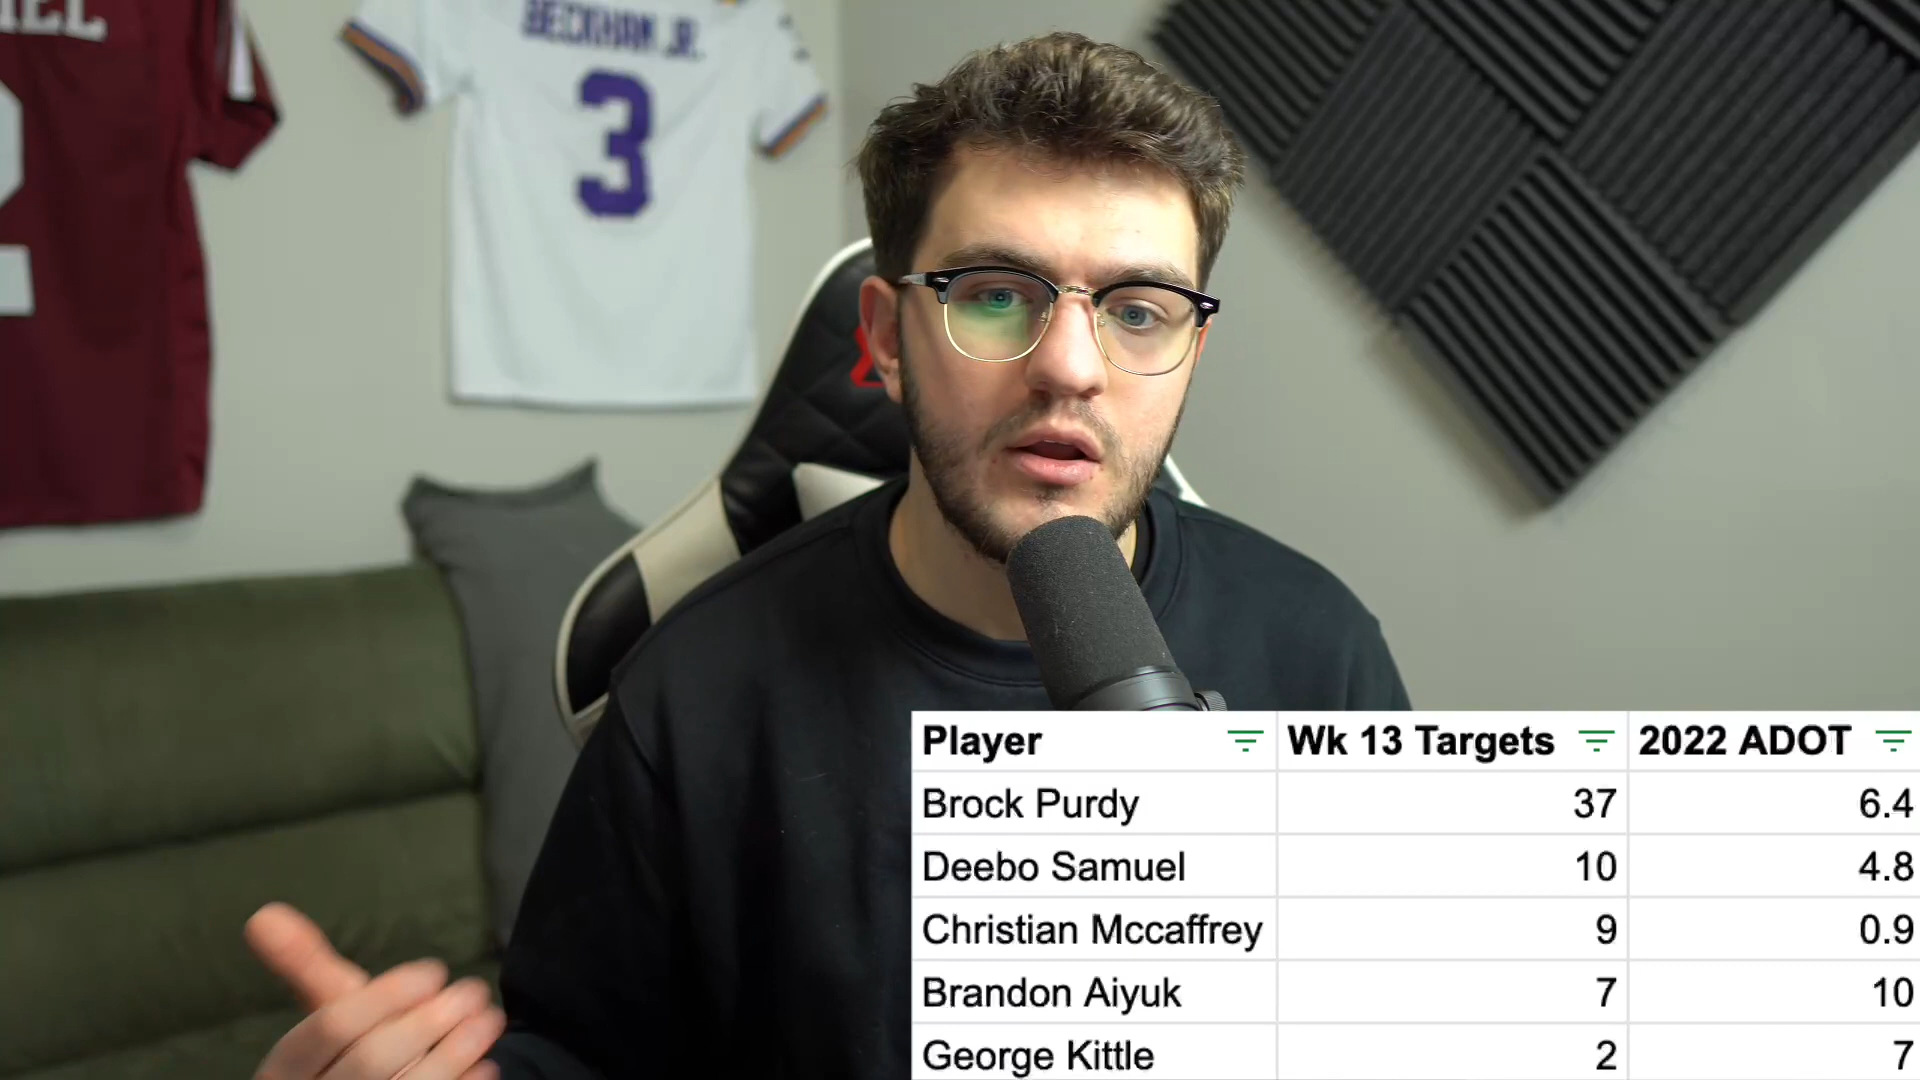 BECKHAM JR.
3
2
Player Wk 13 Targets 2022 ADOT
Brock Purdy 37 6.4
Deebo Samuel 10 4.8
Christian Mccaffrey 9 0.9
Brandon Aiyuk 7 10
George Kittle 2 7